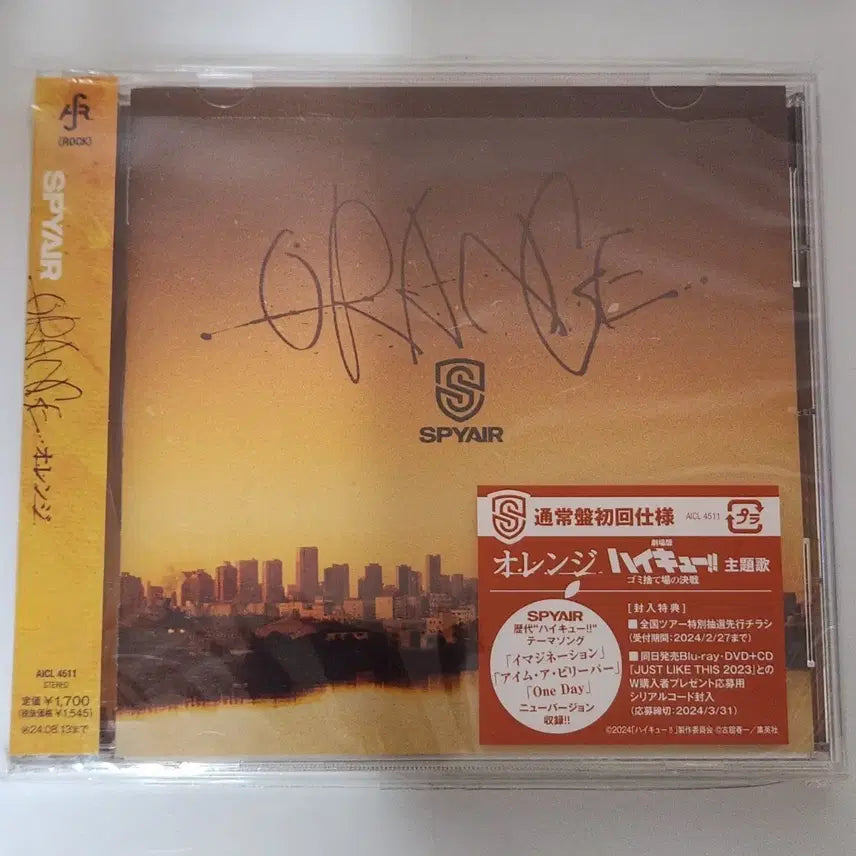 AR
[ROCK]
SPYAIR
ORANGE
...オレンジ
AICL 4511
STEREO
定価 ¥1,700
(税抜価格 ¥1,545)
24.08.13まで
ORANGE
S
SPYAIR
S
通常盤初回仕様
AICL 4511
プラ
オレンジ
劇場版
ハイキュー!!
ゴミ捨て場の決戦
主題歌
SPYAIR
歴代"ハイキュー!!"
テーマソング
「イマジネーション」
「アイム・ア・ビリーバー」
「One Day」
ニューバージョン
収録!!
[封入特典]
■全国ツアー特別抽選先行チラシ
(受付期間:2024/2/27まで)
■同日発売Blu-ray・DVD+CD
「JUST LIKE THIS 2023」との
W購入者プレゼント応募用
シリアルコード封入
(応募締切:2024/3/31)
©2024「ハイキュー!!」製作委員会 ©古舘春一/集英社